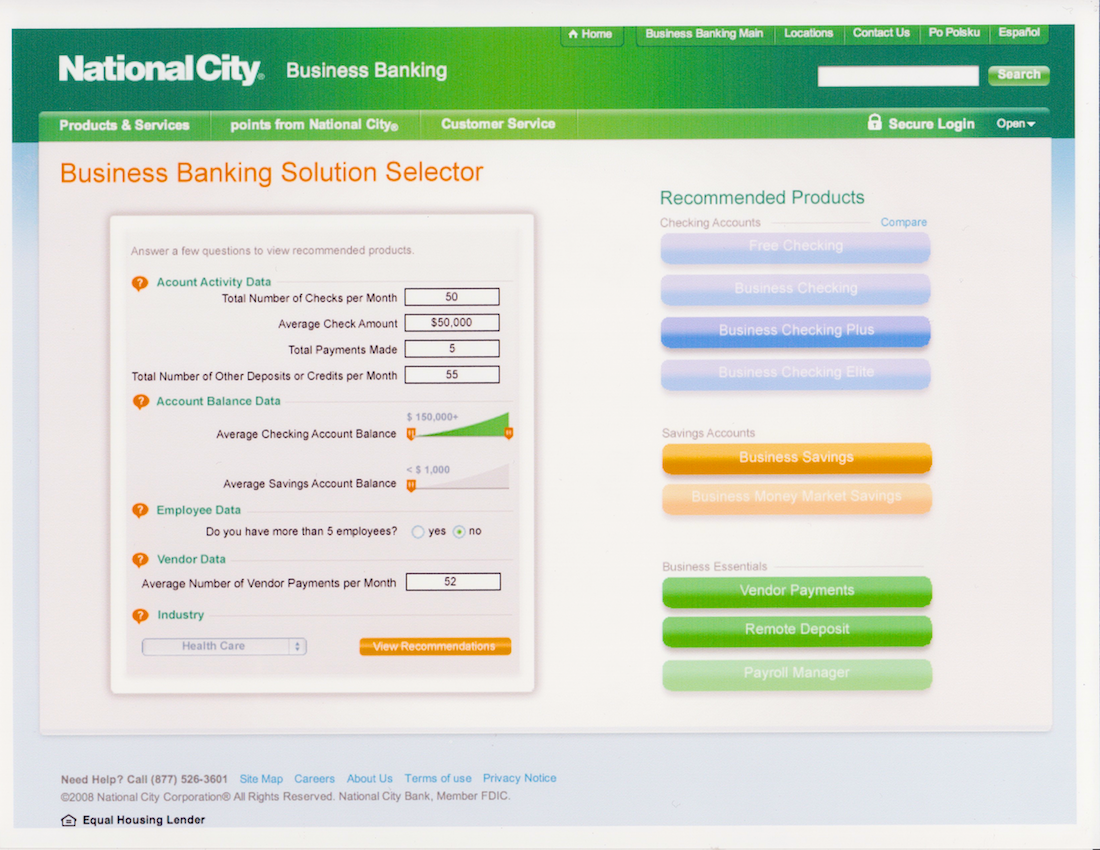 Home
Business Banking Main
Locations
Contact Us
Po Polsku
Español
National City® Business Banking
Search
Products & Services
points from National City®
Customer Service
Secure Login
Open
Business Banking Solution Selector
Answer a few questions to view recommended products.
? Acount Activity Data
Total Number of Checks per Month 50
Average Check Amount $50,000
Total Payments Made 5
Total Number of Other Deposits or Credits per Month 55
? Account Balance Data
$ 150,000+
Average Checking Account Balance
< $ 1,000
Average Savings Account Balance
? Employee Data
Do you have more than 5 employees? yes no
? Vendor Data
Average Number of Vendor Payments per Month 52
? Industry
Health Care
View Recommendations
Recommended Products
Checking Accounts Compare
Free Checking
Business Checking
Business Checking Plus
Business Checking Elite
Savings Accounts
Business Savings
Business Money Market Savings
Business Essentials
Vendor Payments
Remote Deposit
Payroll Manager
Need Help? Call (877) 526-3601 Site Map Careers About Us Terms of use Privacy Notice
©2008 National City Corporation® All Rights Reserved. National City Bank, Member FDIC.
Equal Housing Lender